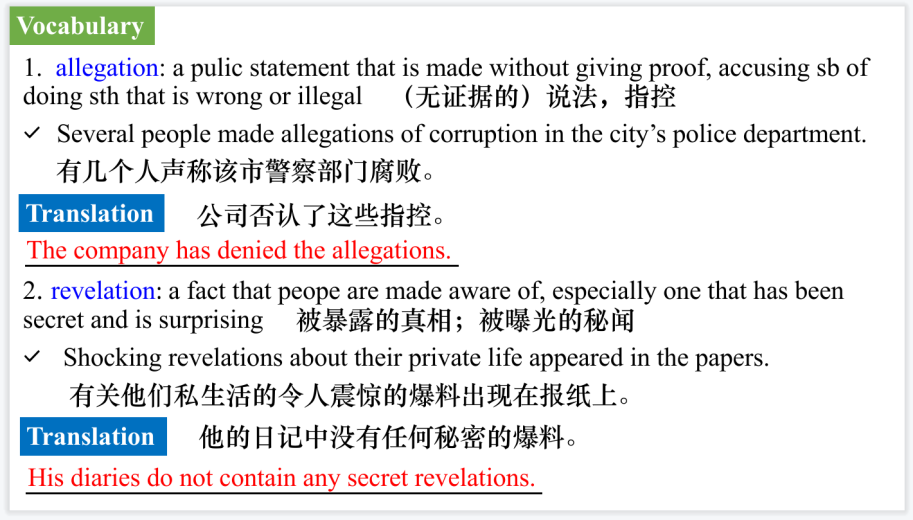 Vocabulary
1. allegation: a pulic statement that is made without giving proof, accusing sb of
doing sth that is wrong or illegal （无证据的）说法，指控
✓ Several people made allegations of corruption in the city's police department.
有几个人声称该市警察部门腐败。
Translation 公司否认了这些指控。
The company has denied the allegations.
2. revelation: a fact that peope are made aware of, especially one that has been
secret and is surprising 被暴露的真相；被曝光的秘闻
✓ Shocking revelations about their private life appeared in the papers.
有关他们私生活的令人震惊的爆料出现在报纸上。
Translation 他的日记中没有任何秘密的爆料。
His diaries do not contain any secret revelations.